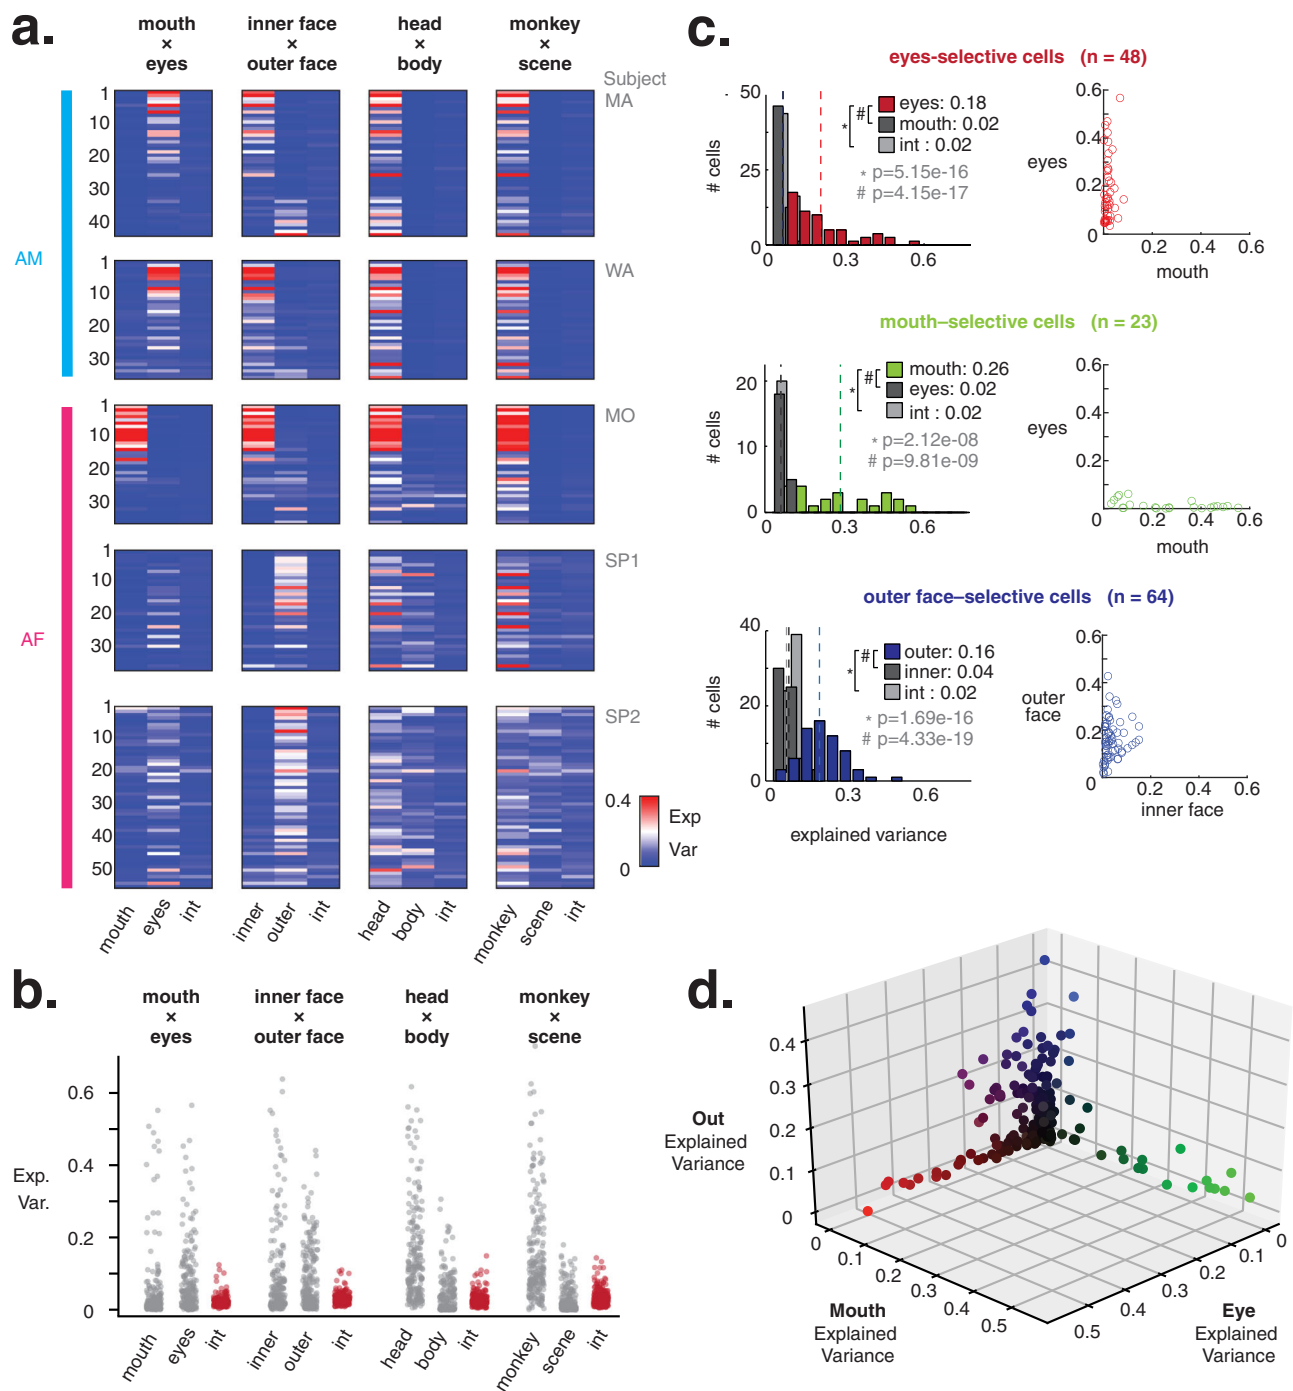 a.
mouth
×
eyes
inner face
×
outer face
head
×
body
monkey
×
scene
Subject
MA
1
10
20
30
40
AM
WA
1
10
20
30
MO
1
10
20
30
SP1
1
10
20
30
AF
SP2
1
10
20
30
40
50
0.4
Exp
Var
0
mouth
eyes
int
inner
outer
int
head
body
int
monkey
scene
int
b.
mouth
×
eyes
inner face
×
outer face
head
×
body
monkey
×
scene
0.6
0.4
0.2
0
Exp.
Var.
mouth
eyes
int
inner
outer
int
head
body
int
monkey
scene
int
c.
eyes-selective cells (n = 48)
50
25
0
# cells
0 0.3 0.6
eyes: 0.18
mouth: 0.02
int : 0.02
#
*
* p=5.15e-16
# p=4.15e-17
0.6
0.4
0.2
0
eyes
0.2 0.4 0.6
mouth
mouth–selective cells (n = 23)
20
10
0
# cells
0 0.3 0.6
mouth: 0.26
eyes: 0.02
int : 0.02
#
*
* p=2.12e-08
# p=9.81e-09
0.6
0.4
0.2
eyes
0 0.2 0.4 0.6
mouth
outer face–selective cells (n = 64)
40
20
0
# cells
0 0.3 0.6
explained variance
outer: 0.16
inner: 0.04
int : 0.02
#
*
* p=1.69e-16
# p=4.33e-19
0.6
0.4
0.2
0
outer
face
0.2 0.4 0.6
inner face
d.
0.4
0.3
0.2
0.1
0
Out
Explained
Variance
0
0.1
0.2
0.3
0.4
0.5
Mouth
Explained
Variance
0.5
0.4
0.3
0.2
0.1
0
Eye
Explained
Variance